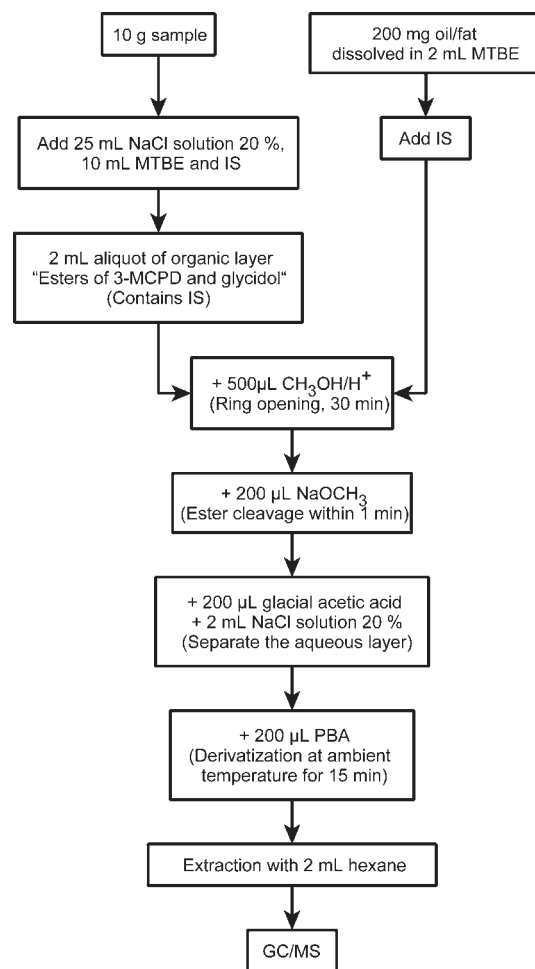 10 g sample
200 mg oil/fat
dissolved in 2 mL MTBE
Add 25 mL NaCl solution 20 %,
10 mL MTBE and IS
Add IS
2 mL aliquot of organic layer
"Esters of 3-MCPD and glycidol"
(Contains IS)
+ 500µL CH₃OH/H⁺
(Ring opening, 30 min)
+ 200 µL NaOCH₃
(Ester cleavage within 1 min)
+ 200 µL glacial acetic acid
+ 2 mL NaCl solution 20 %
(Separate the aqueous layer)
+ 200 µL PBA
(Derivatization at ambient
temperature for 15 min)
Extraction with 2 mL hexane
GC/MS